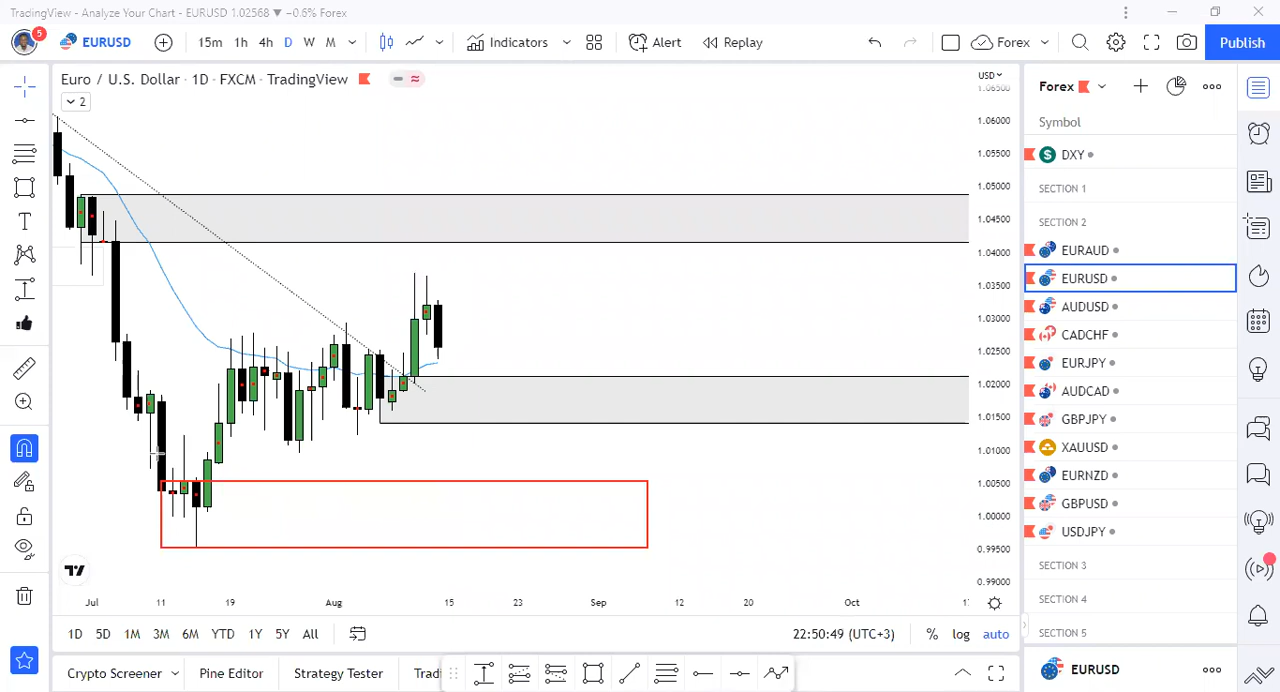 TradingView - Analyze Your Chart - EURUSD 1.02568 ▼ −0.6% Forex
5 EURUSD 15m 1h 4h D W M Indicators Alert Replay Forex Publish
Euro / U.S. Dollar · 1D · FXCM · TradingView
2
USD
1.06500
1.06000
1.05500
1.05000
1.04500
1.04000
1.03500
1.03000
1.02500
1.02000
1.01500
1.01000
1.00500
1.00000
0.99500
0.99000
Jul 11 19 Aug 15 23 Sep 12 20 Oct
1D 5D 1M 3M 6M YTD 1Y 5Y All 22:50:49 (UTC+3) % log auto
Crypto Screener Pine Editor Strategy Tester
Forex
Symbol
DXY
SECTION 1
SECTION 2
EURAUD
EURUSD
AUDUSD
CADCHF
EURJPY
AUDCAD
GBPJPY
XAUUSD
EURNZD
GBPUSD
USDJPY
SECTION 3
SECTION 4
SECTION 5
EURUSD